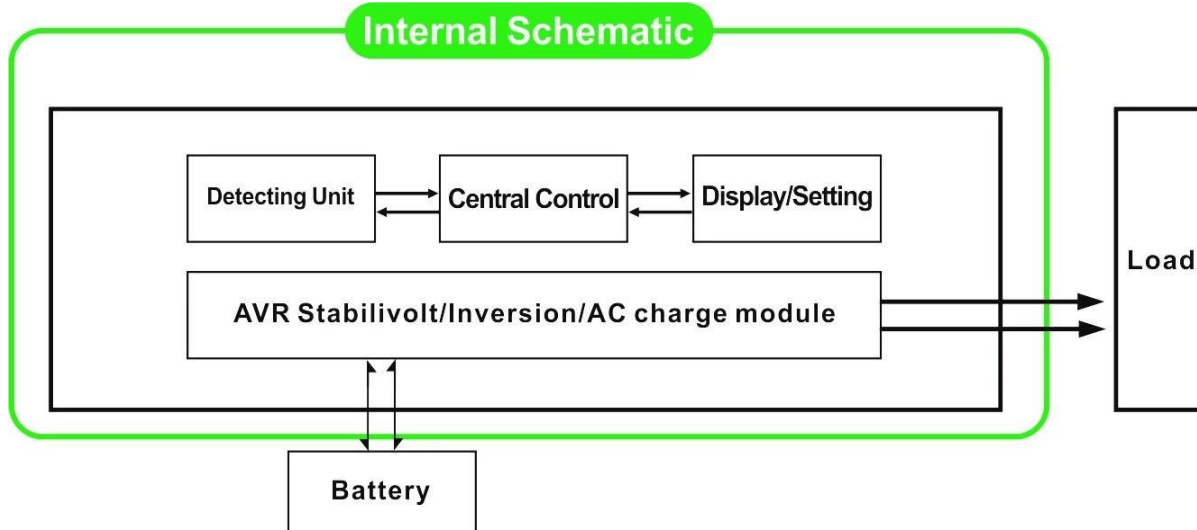 Internal Schematic
Detecting Unit
Central Control
Display/Setting
Load
AVR Stabilivolt/Inversion/AC charge module
Battery